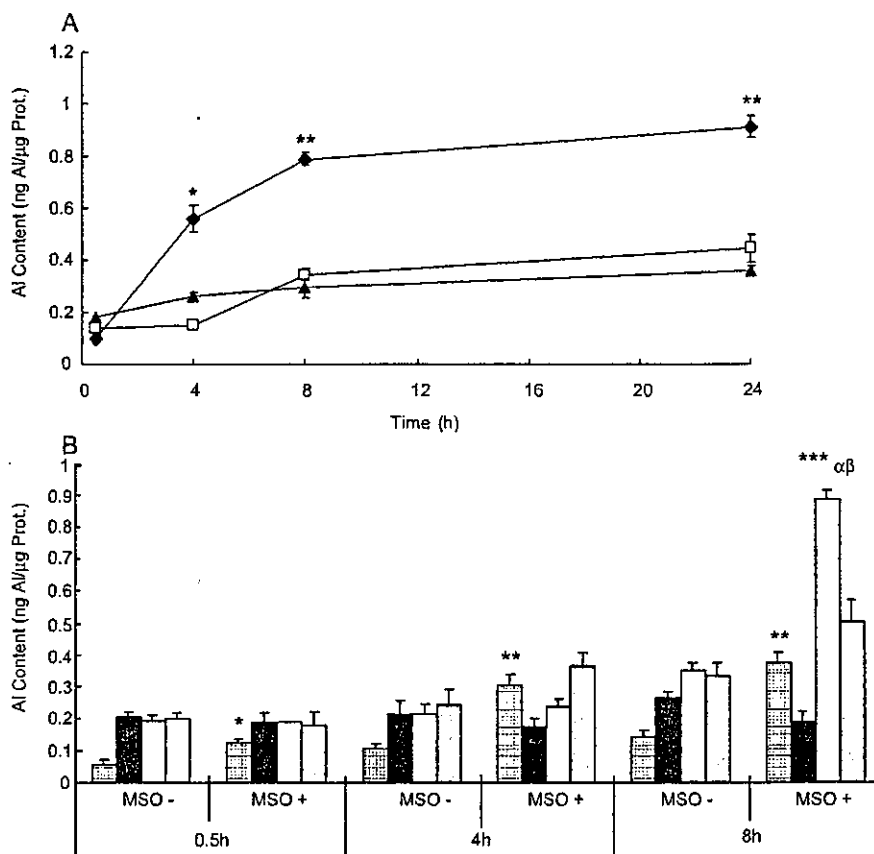 A
1.2
1
0.8
0.6
0.4
0.2
0
Al Content (ng Al/µg Prot.)
*
**
**
0 4 8 12 16 20 24
Time (h)
B
1
0.9
0.8
0.7
0.6
0.5
0.4
0.3
0.2
0.1
0
Al Content (ng Al/µg Prot.)
*
**
**
*** αβ
MSO - MSO + MSO - MSO + MSO - MSO +
0.5h 4h 8h